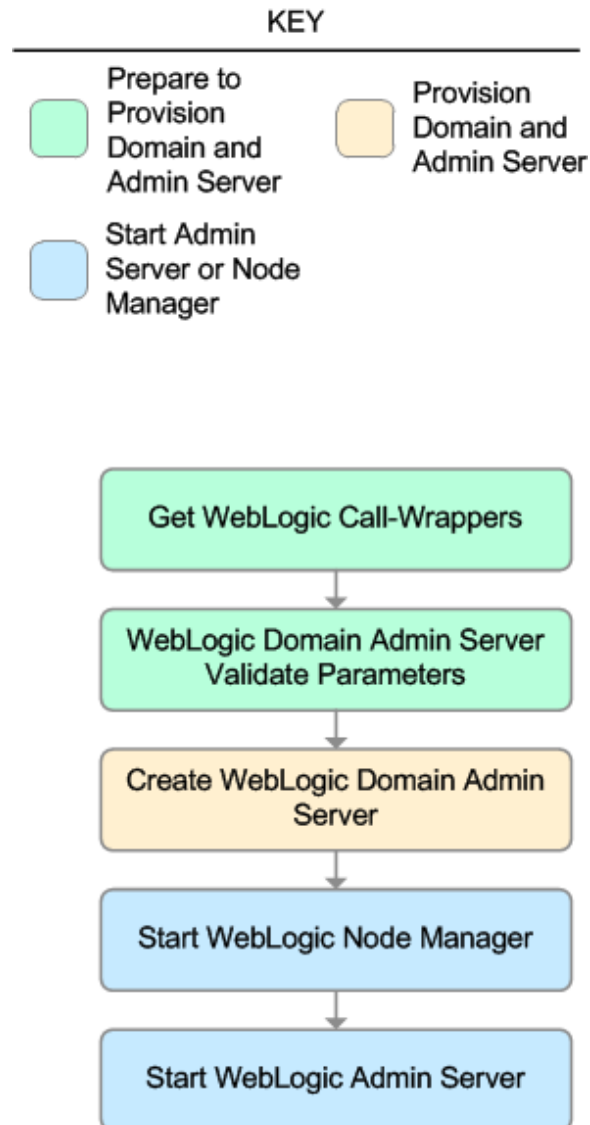 KEY
Prepare to
Provision
Domain and
Admin Server
Provision
Domain and
Admin Server
Start Admin
Server or Node
Manager
Get WebLogic Call-Wrappers
WebLogic Domain Admin Server
Validate Parameters
Create WebLogic Domain Admin
Server
Start WebLogic Node Manager
Start WebLogic Admin Server